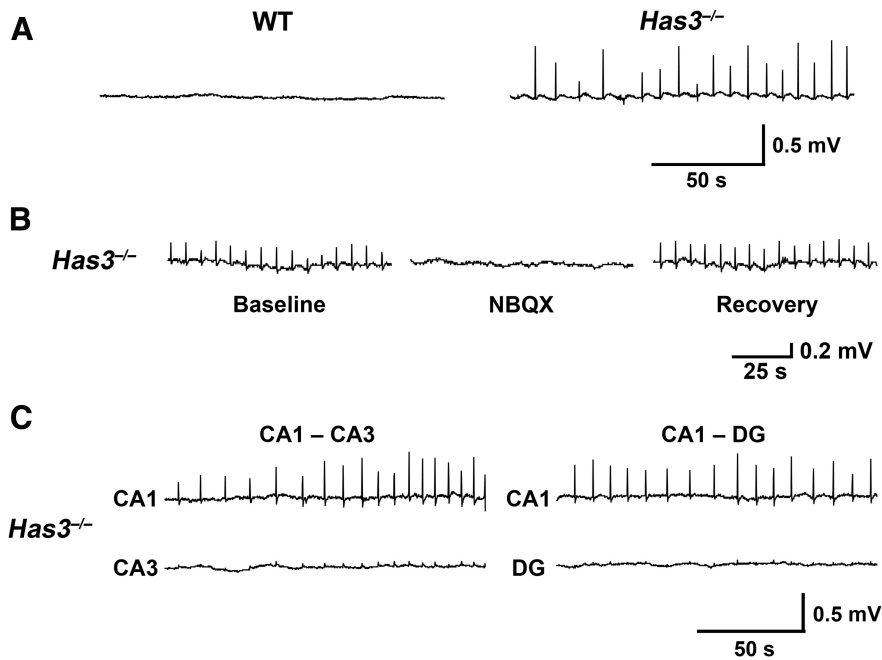 A
WT
Has3–/–
0.5 mV
50 s
B
Has3–/–
Baseline
NBQX
Recovery
0.2 mV
25 s
C
CA1 – CA3
CA1 – DG
CA1
CA1
Has3–/–
CA3
DG
0.5 mV
50 s